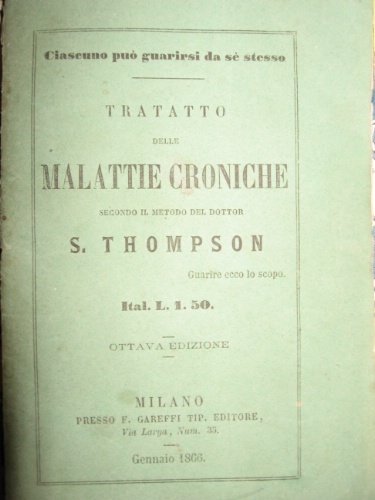 Ciascuno può guarirsi da sè stesso
TRATATTO
DELLE
MALATTIE CRONICHE
SECONDO IL METODO DEL DOTTOR
S. THOMPSON
Guarire ecco lo scopo.
Ital. L. 1. 50.
OTTAVA EDIZIONE
MILANO
PRESSO F. GAREFFI TIP. EDITORE,
Via Larga, Num. 35.
Gennaio 1866.